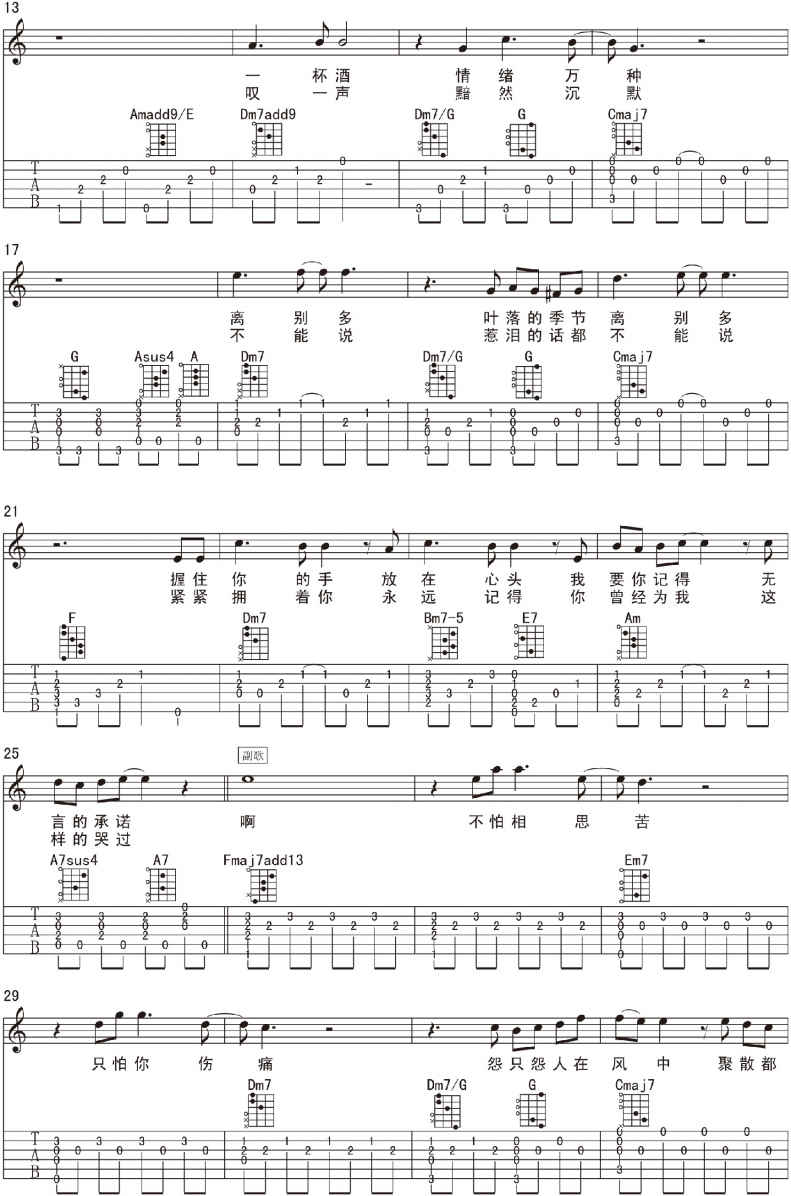 13
一 杯 酒 情 绪 万 种
叹 一 声 黯 然 沉 默
Amadd9/E Dm7add9 Dm7/G G Cmaj7
17
离 别 多 叶 落 的 季 节 离 别 多
不 能 说 惹 泪 的 话 都 不 能 说
G Asus4 A Dm7 Dm7/G G Cmaj7
21
握 住 你 的 手 放 在 心 头 我 要 你 记 得 无
紧 紧 拥 着 你 永 远 记 得 你 曾 经 为 我 这
F Dm7 Bm7-5 E7 Am
25
副歌
言 的 承 诺 啊 不 怕 相 思 苦
样 的 哭 过
A7sus4 A7 Fmaj7add13 Em7
29
只 怕 你 伤 痛 怨 只 怨 人 在 风 中 聚 散 都
Dm7 Dm7/G G Cmaj7